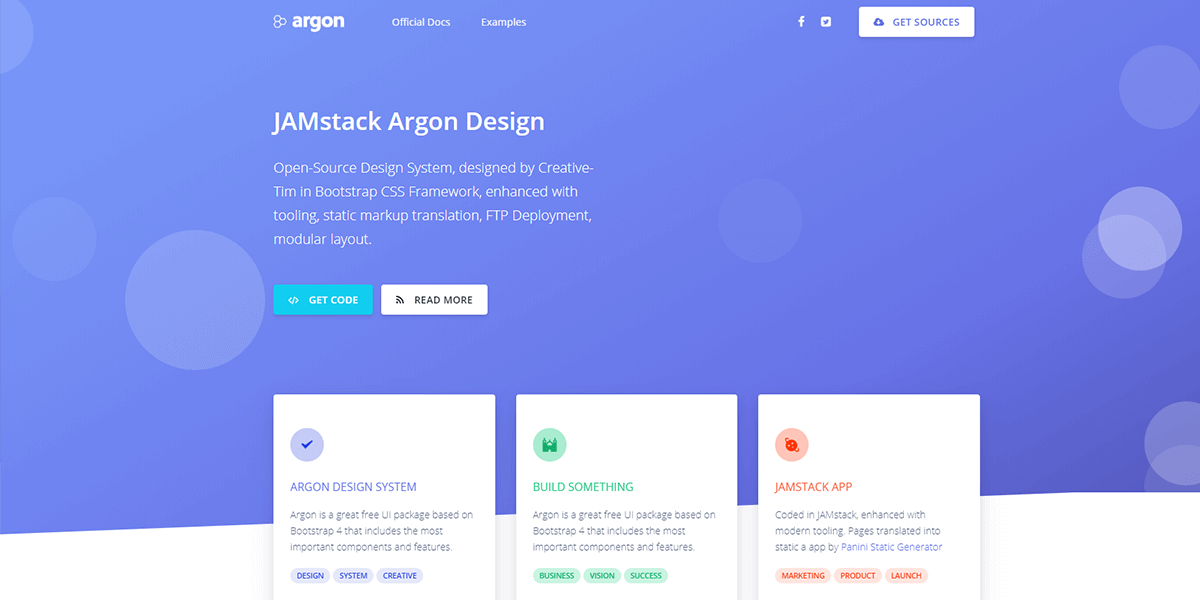 argon
Official Docs
Examples
GET SOURCES
JAMstack Argon Design
Open-Source Design System, designed by Creative-
Tim in Bootstrap CSS Framework, enhanced with
tooling, static markup translation, FTP Deployment,
modular layout.
GET CODE
READ MORE
ARGON DESIGN SYSTEM
Argon is a great free UI package based on
Bootstrap 4 that includes the most
important components and features.
DESIGN SYSTEM CREATIVE
BUILD SOMETHING
Argon is a great free UI package based on
Bootstrap 4 that includes the most
important components and features.
BUSINESS VISION SUCCESS
JAMSTACK APP
Coded in JAMstack, enhanced with
modern tooling. Pages translated into
static a app by Panini Static Generator
MARKETING PRODUCT LAUNCH